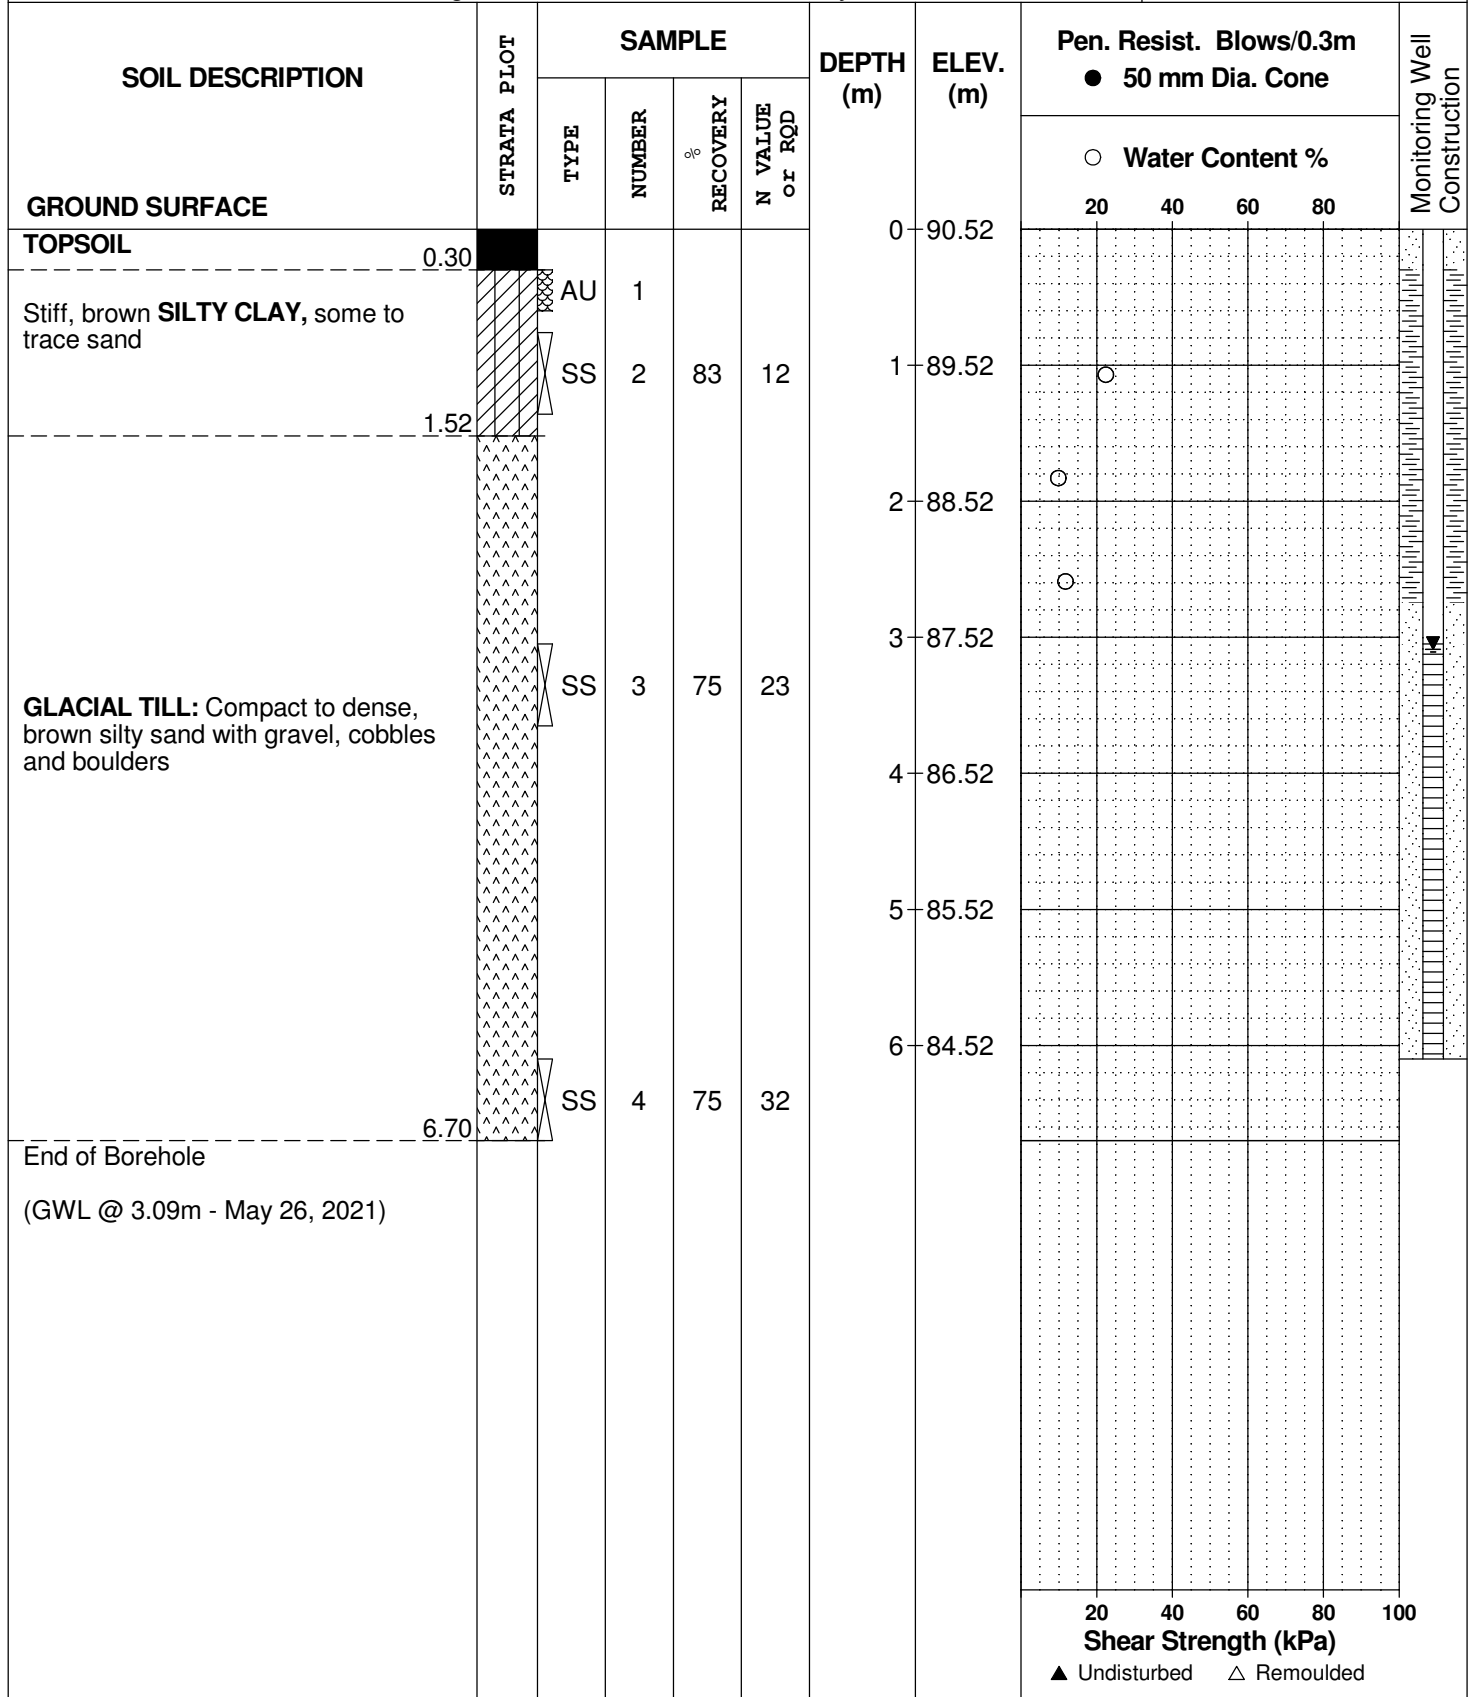 SOIL DESCRIPTION
GROUND SURFACE
STRATA PLOT
SAMPLE
TYPE
NUMBER
%
RECOVERY
N VALUE
or RQD
DEPTH
(m)
ELEV.
(m)
Pen. Resist. Blows/0.3m
● 50 mm Dia. Cone
○ Water Content %
20 40 60 80
Monitoring Well
Construction
TOPSOIL
0.30
0 90.52
AU 1
Stiff, brown SILTY CLAY, some to
trace sand
SS 2 83 12
1 89.52
1.52
2 88.52
3 87.52
SS 3 75 23
GLACIAL TILL: Compact to dense,
brown silty sand with gravel, cobbles
and boulders
4 86.52
5 85.52
6 84.52
SS 4 75 32
6.70
End of Borehole
(GWL @ 3.09m - May 26, 2021)
20 40 60 80 100
Shear Strength (kPa)
▲ Undisturbed △ Remoulded